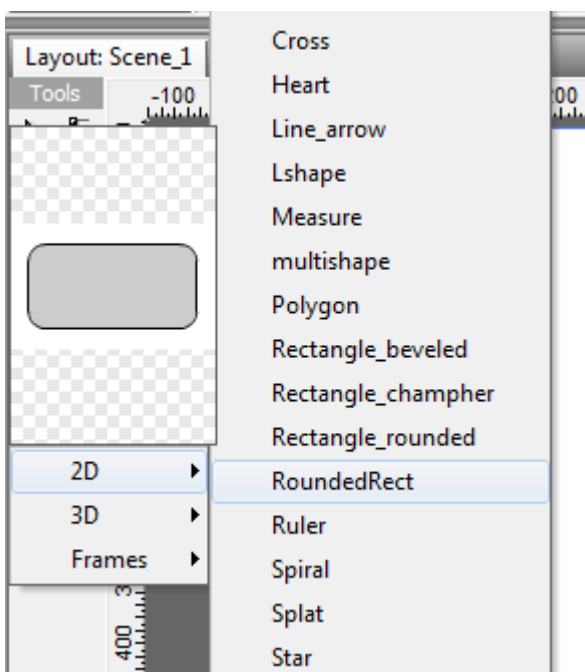 Layout: Scene_1
Tools
-100
200
2D
3D
Frames
400
Cross
Heart
Line_arrow
Lshape
Measure
multishape
Polygon
Rectangle_beveled
Rectangle_champher
Rectangle_rounded
RoundedRect
Ruler
Spiral
Splat
Star